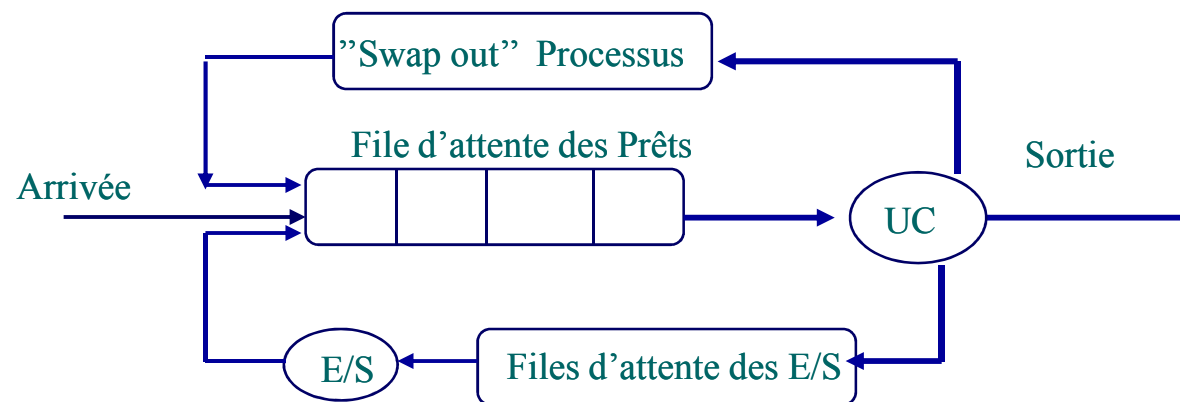 ”Swap out” Processus
File d’attente des Prêts
Sortie
Arrivée
UC
E/S
Files d’attente des E/S